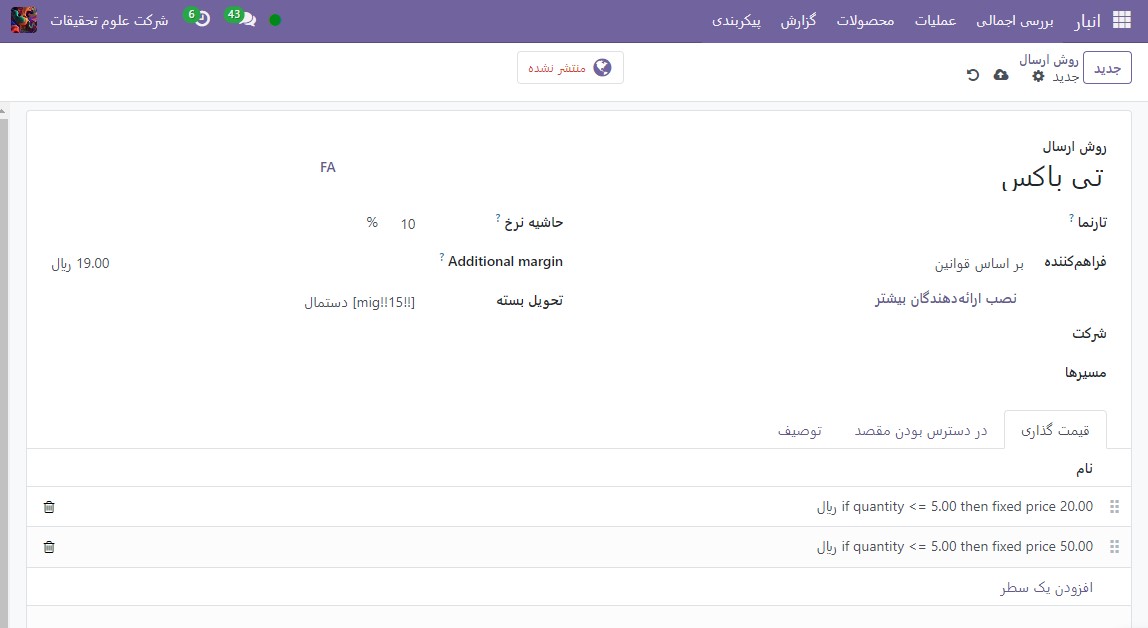 انبار بررسی اجمالی عملیات محصولات گزارش پیکربندی 43 6 شرکت علوم تحقیقات
جدید روش ارسال
جدید
منتشر نشده
روش ارسال
تی باکس
FA
تارنما ?
حاشیه نرخ ? 10 %
فراهم‌کننده بر اساس قوانین
Additional margin ? 19.00 ریال
نصب ارائه‌دهندگان بیشتر
تحویل بسته [mig!!15!!] دستمال
شرکت
مسیرها
قیمت گذاری در دسترس بودن مقصد توصیف
نام
if quantity <= 5.00 then fixed price 20.00 ریال
if quantity <= 5.00 then fixed price 50.00 ریال
افزودن یک سطر